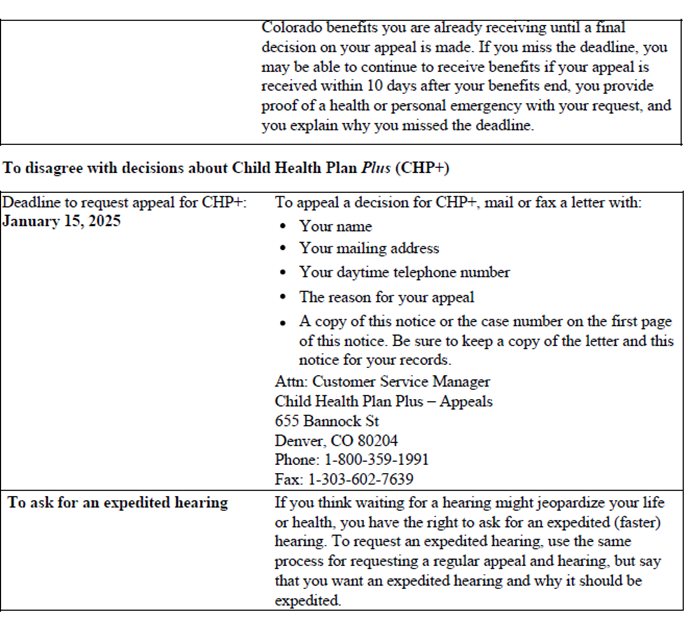 Colorado benefits you are already receiving until a final
decision on your appeal is made. If you miss the deadline, you
may be able to continue to receive benefits if your appeal is
received within 10 days after your benefits end, you provide
proof of a health or personal emergency with your request, and
you explain why you missed the deadline.
To disagree with decisions about Child Health Plan Plus (CHP+)
Deadline to request appeal for CHP+:
January 15, 2025
To appeal a decision for CHP+, mail or fax a letter with:
• Your name
• Your mailing address
• Your daytime telephone number
• The reason for your appeal
• A copy of this notice or the case number on the first page
of this notice. Be sure to keep a copy of the letter and this
notice for your records.
Attn: Customer Service Manager
Child Health Plan Plus – Appeals
655 Bannock St
Denver, CO 80204
Phone: 1-800-359-1991
Fax: 1-303-602-7639
To ask for an expedited hearing
If you think waiting for a hearing might jeopardize your life
or health, you have the right to ask for an expedited (faster)
hearing. To request an expedited hearing, use the same
process for requesting a regular appeal and hearing, but say
that you want an expedited hearing and why it should be
expedited.